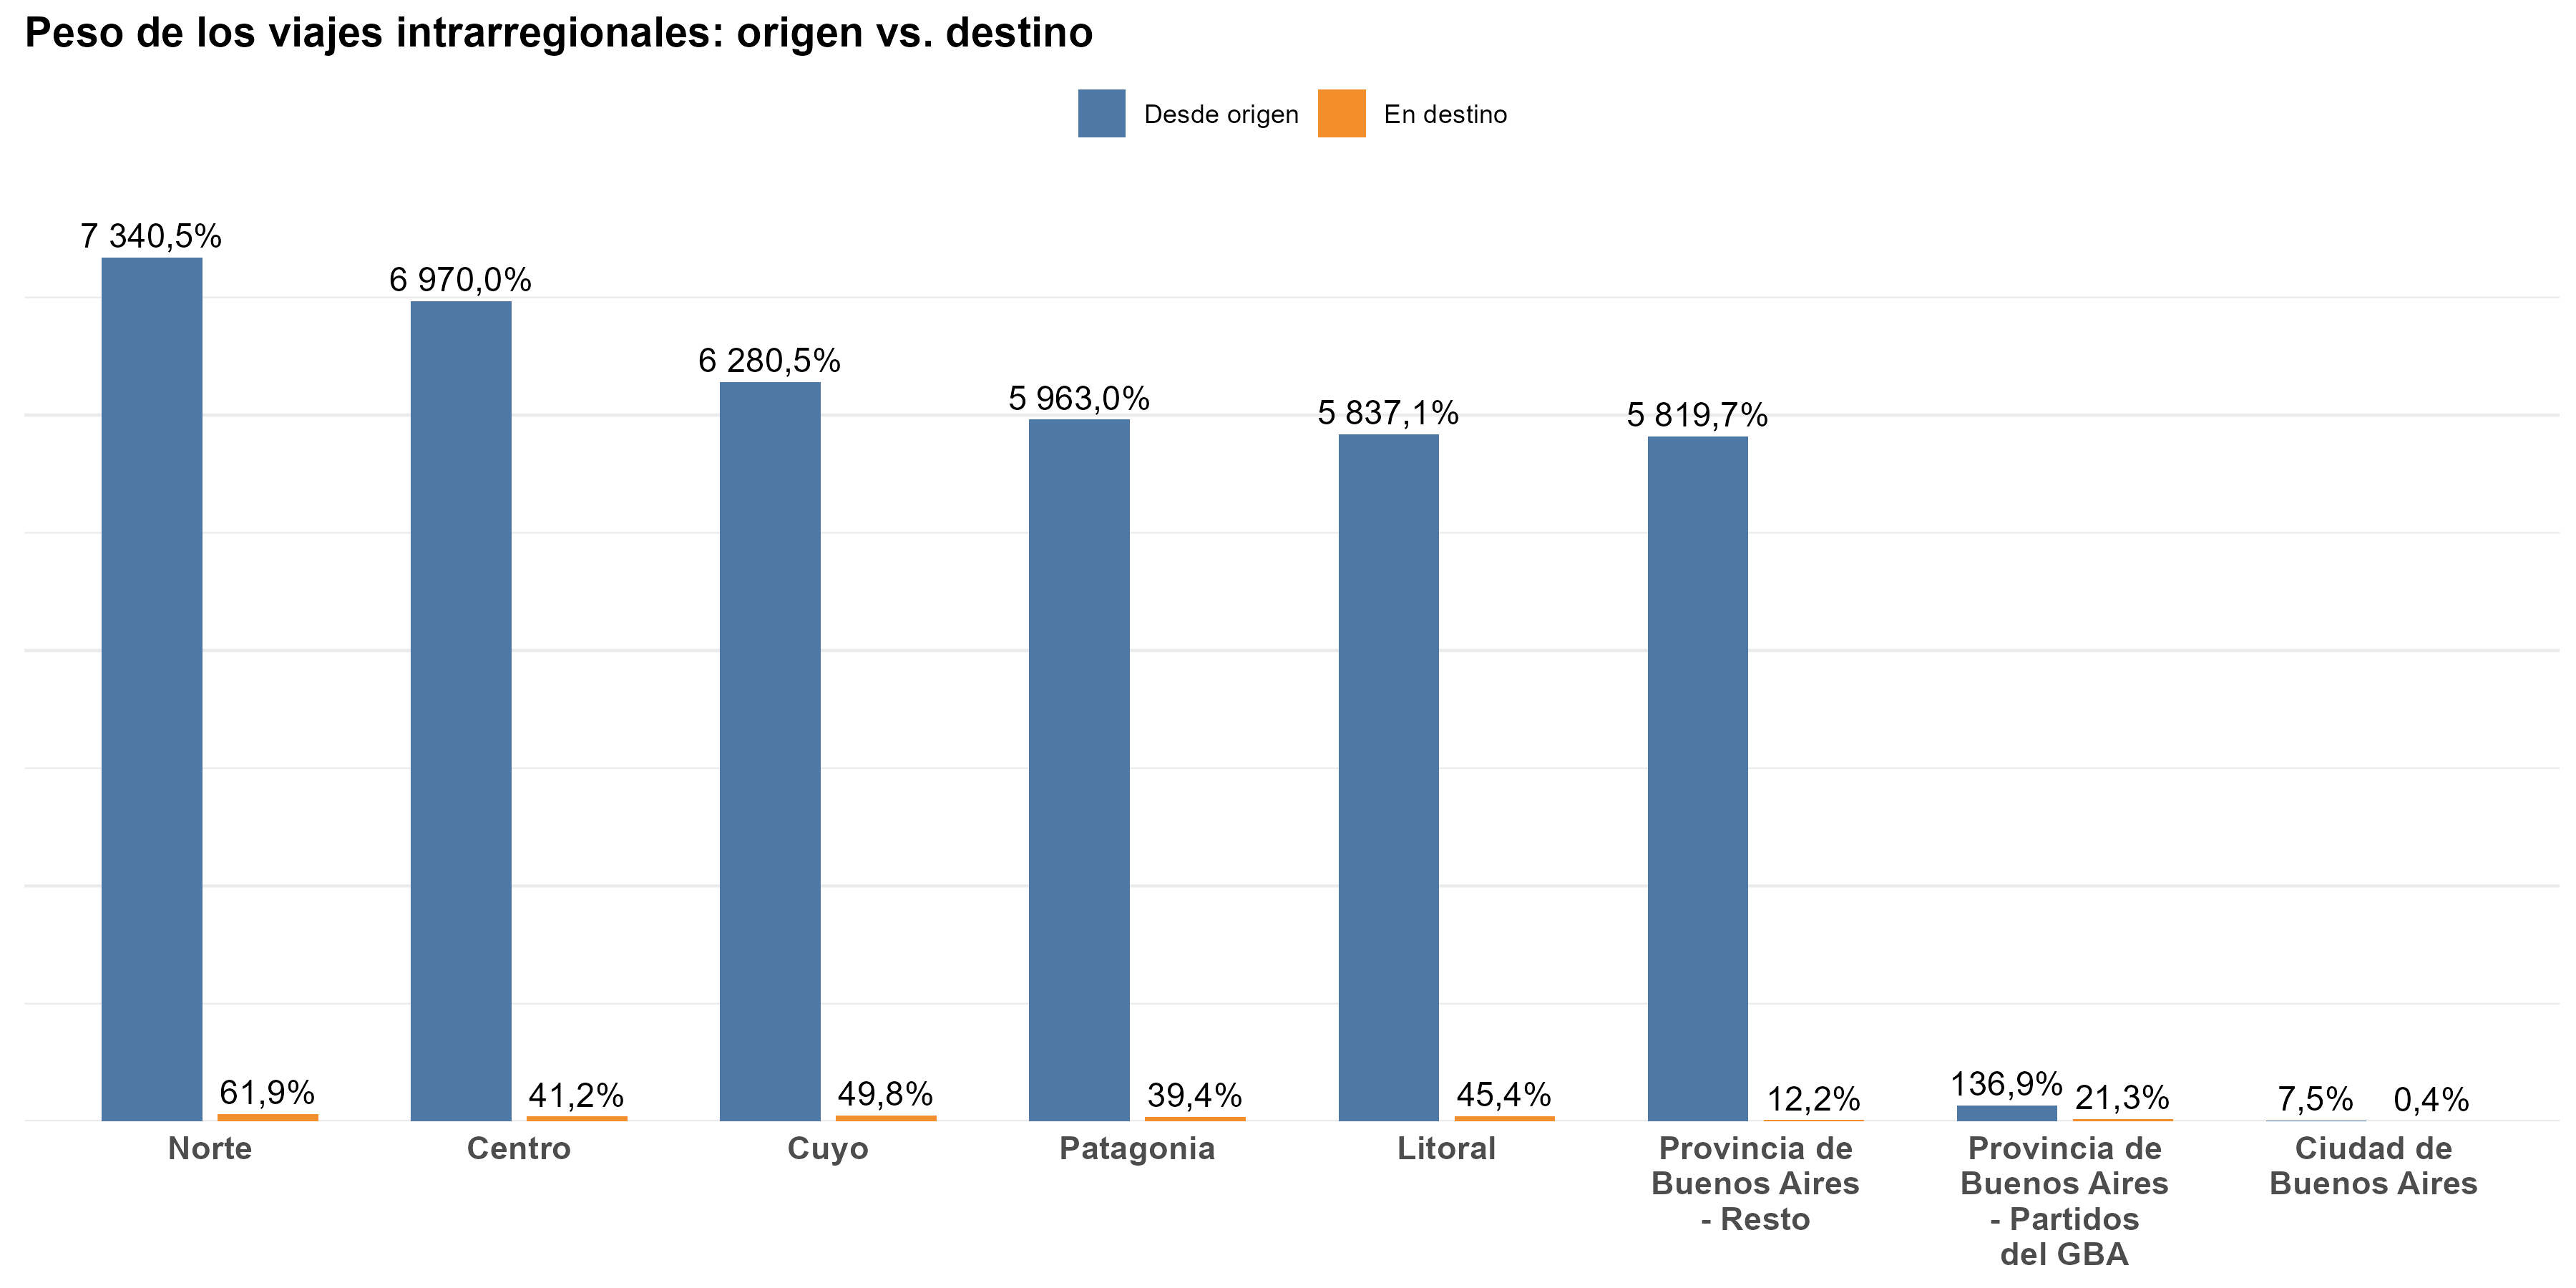 Peso de los viajes intrarregionales: origen vs. destino
Desde origen
En destino
7 340,5%
61,9%
6 970,0%
41,2%
6 280,5%
49,8%
5 963,0%
39,4%
5 837,1%
45,4%
5 819,7%
12,2%
136,9%
21,3%
7,5%
0,4%
Norte
Centro
Cuyo
Patagonia
Litoral
Provincia de
Buenos Aires
- Resto
Provincia de
Buenos Aires
- Partidos
del GBA
Ciudad de
Buenos Aires